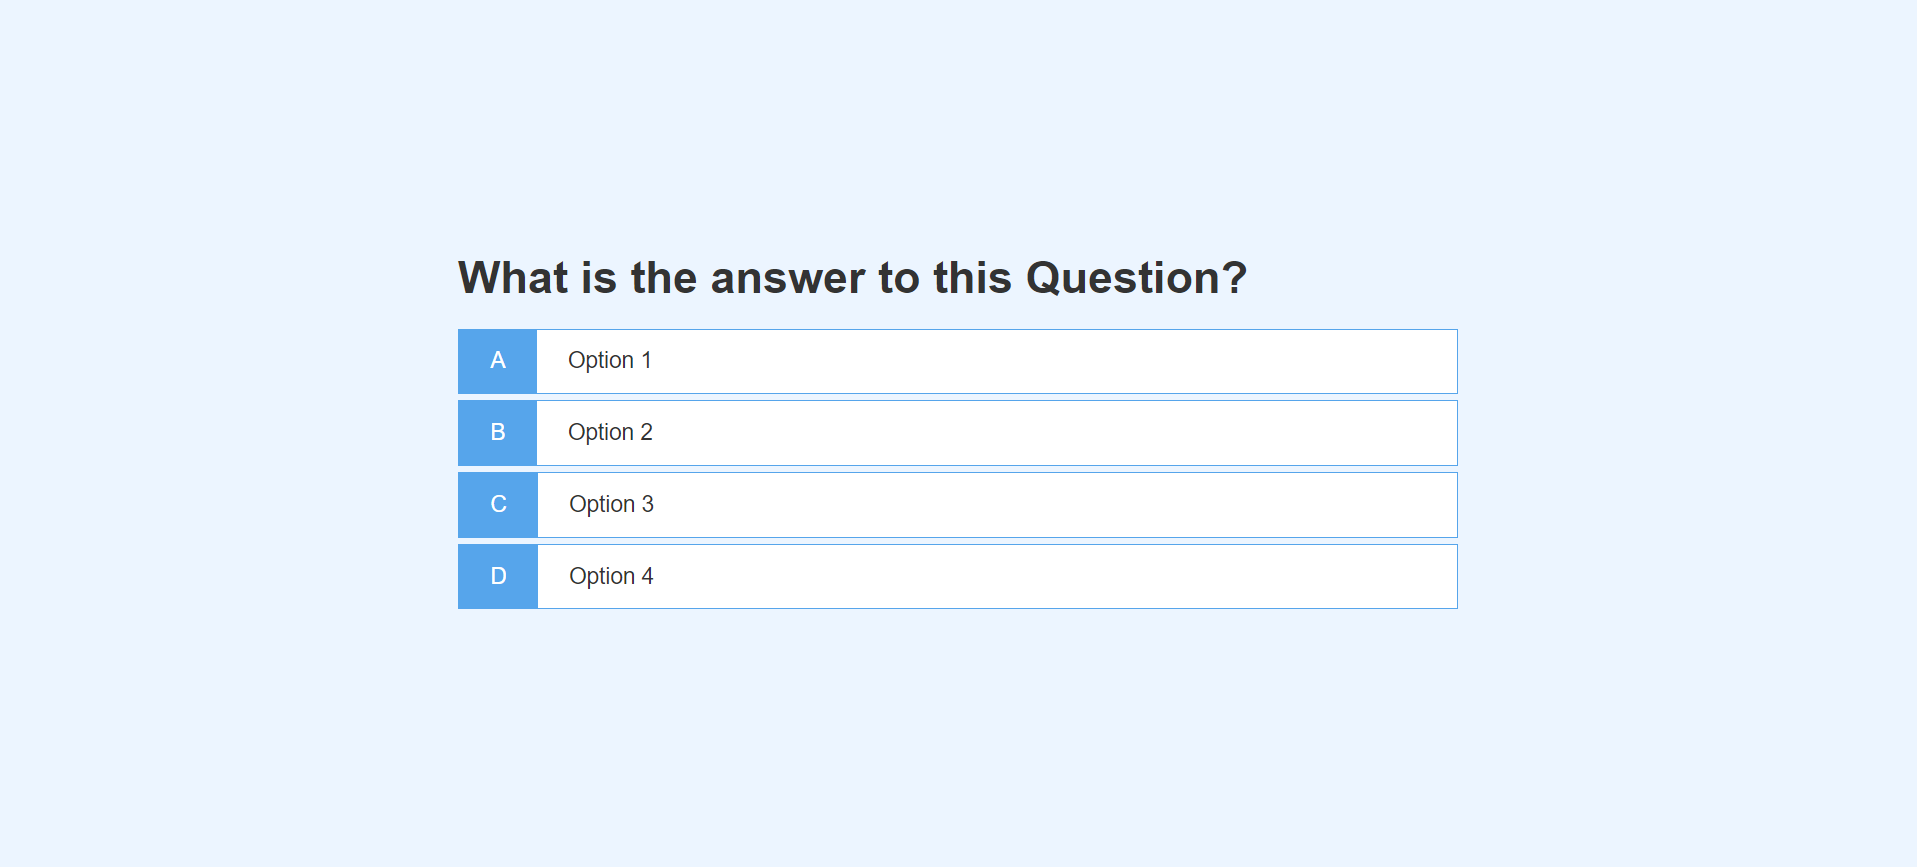 What is the answer to this Question?
A Option 1
B Option 2
C Option 3
D Option 4